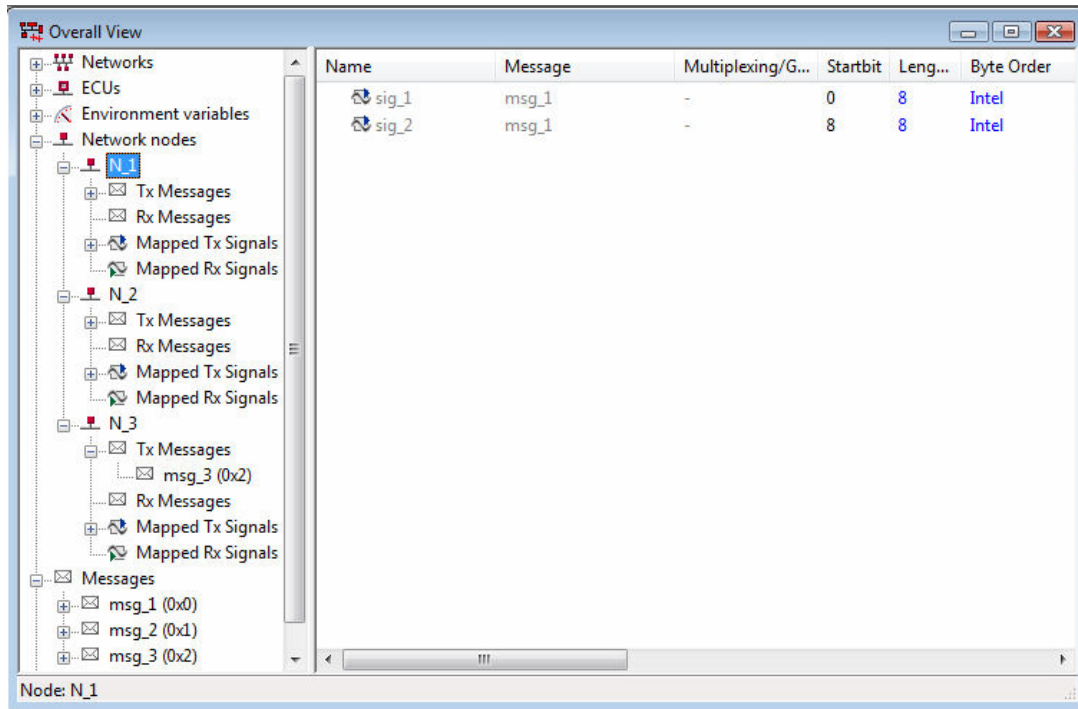 Overall View
Networks
ECUs
Environment variables
Network nodes
N_1
Tx Messages
Rx Messages
Mapped Tx Signals
Mapped Rx Signals
N_2
Tx Messages
Rx Messages
Mapped Tx Signals
Mapped Rx Signals
N_3
Tx Messages
msg_3 (0x2)
Rx Messages
Mapped Tx Signals
Mapped Rx Signals
Messages
msg_1 (0x0)
msg_2 (0x1)
msg_3 (0x2)
Name Message Multiplexing/G... Startbit Leng... Byte Order
sig_1 msg_1 - 0 8 Intel
sig_2 msg_1 - 8 8 Intel
Node: N_1